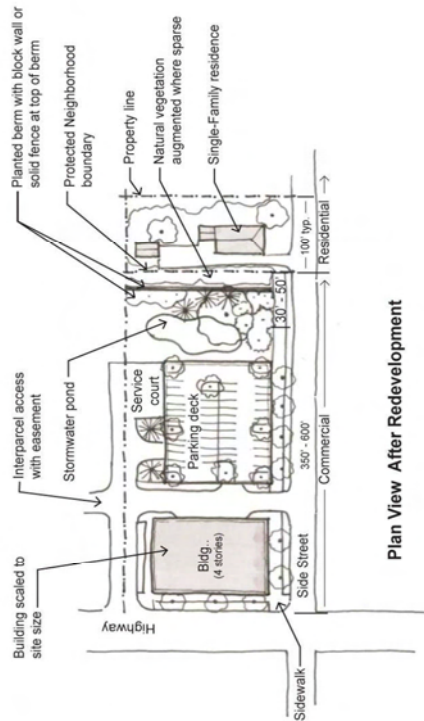 Building scaled to
site size
Interparcel access
with easement
Stormwater pond
Planted berm with block wall or
solid fence at top of berm
Protected Neighborhood
boundary
Property line
Natural vegetation
augmented where sparse
Single-Family residence
Highway
Service
court
Parking deck
Bldg..
(4 stories)
Side Street
Sidewalk
30' - 50'
350' - 600'
100' typ.
Commercial
Residential
Plan View After Redevelopment